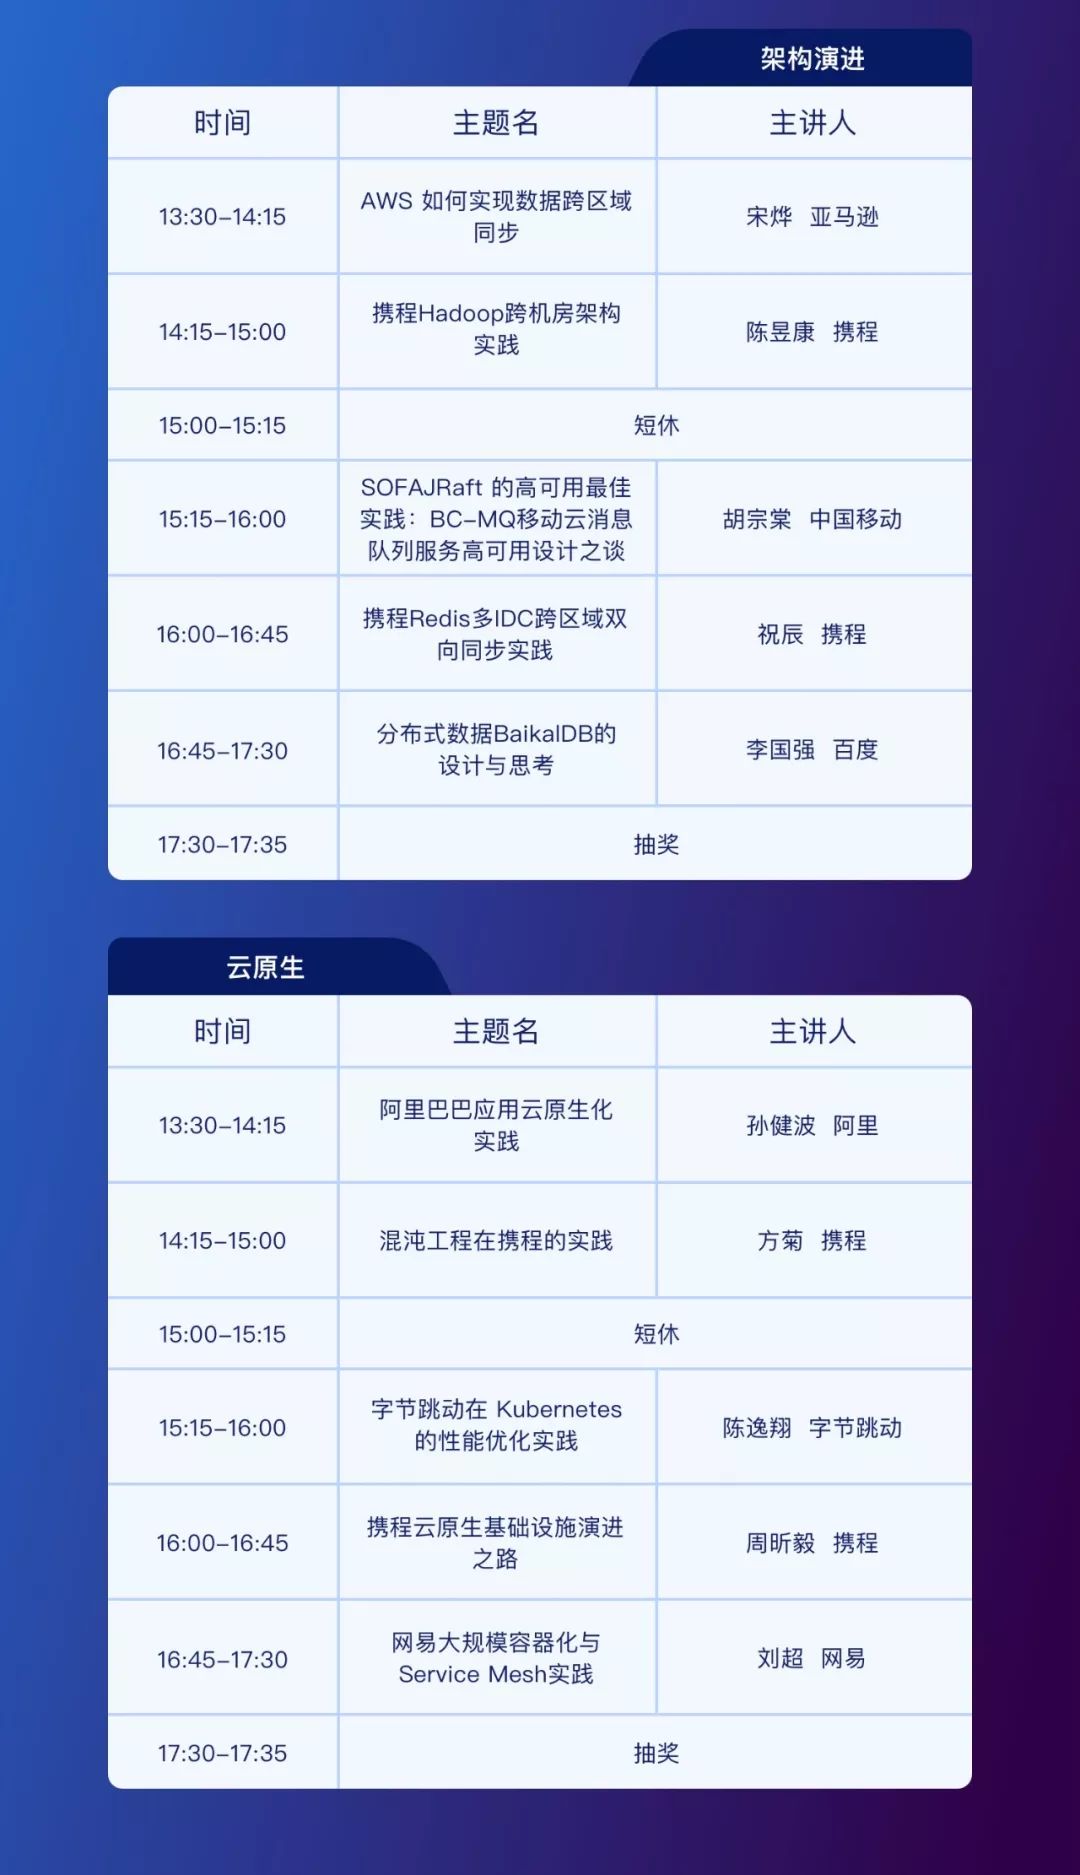 架构演进
时间 主题名 主讲人
13:30-14:15
AWS 如何实现数据跨区域
同步
宋烨 亚马逊
14:15-15:00
携程Hadoop跨机房架构
实践
陈昱康 携程
15:00-15:15 短休
15:15-16:00
SOFAJRaft 的高可用最佳
实践：BC-MQ移动云消息
队列服务高可用设计之谈
胡宗棠 中国移动
16:00-16:45
携程Redis多IDC跨区域双
向同步实践
祝辰 携程
16:45-17:30
分布式数据BaikalDB的
设计与思考
李国强 百度
17:30-17:35 抽奖
云原生
时间 主题名 主讲人
13:30-14:15
阿里巴巴应用云原生化
实践
孙健波 阿里
14:15-15:00 混沌工程在携程的实践 方菊 携程
15:00-15:15 短休
15:15-16:00
字节跳动在 Kubernetes
的性能优化实践
陈逸翔 字节跳动
16:00-16:45
携程云原生基础设施演进
之路
周昕毅 携程
16:45-17:30
网易大规模容器化与
Service Mesh实践
刘超 网易
17:30-17:35 抽奖